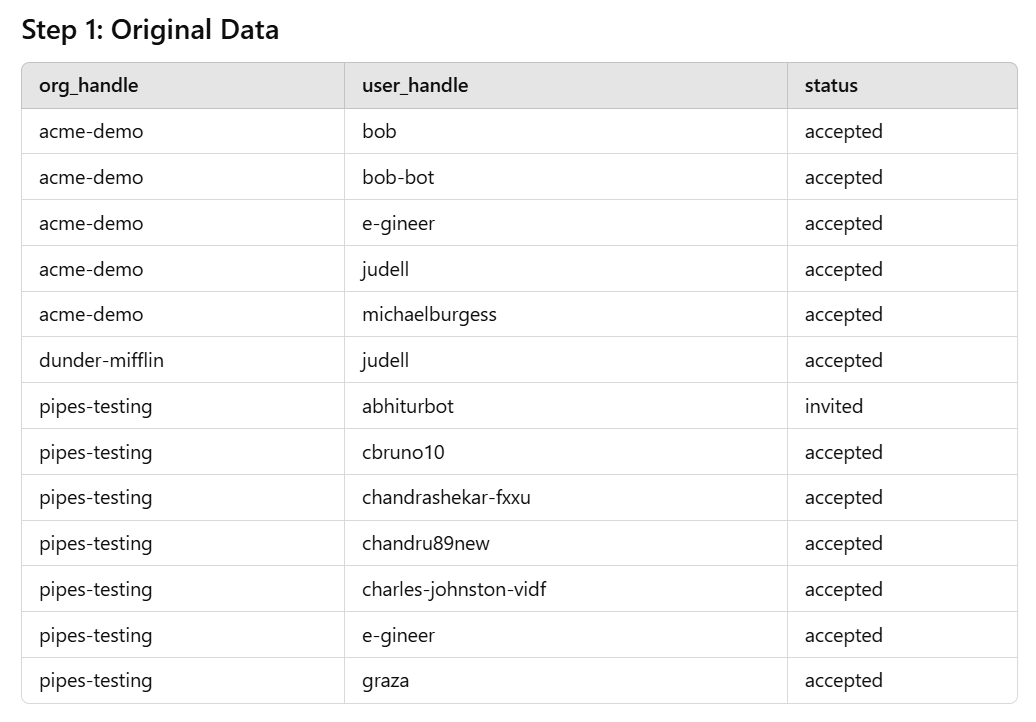 Step 1: Original Data
org_handle user_handle status
acme-demo bob accepted
acme-demo bob-bot accepted
acme-demo e-gineer accepted
acme-demo judell accepted
acme-demo michaelburgess accepted
dunder-mifflin judell accepted
pipes-testing abhiturbot invited
pipes-testing cbruno10 accepted
pipes-testing chandrashekar-fxxu accepted
pipes-testing chandru89new accepted
pipes-testing charles-johnston-vidf accepted
pipes-testing e-gineer accepted
pipes-testing graza accepted